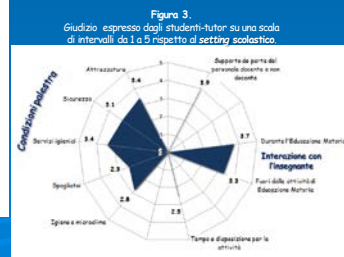 Figura 3.
Giudizio espresso dagli studenti-tutor su una scala
di intervalli da 1 a 5 rispetto al setting scolastico.
Condizioni palestra
Attrezzature
3.4
Supporto da parte del
personale docente e non
docente
3.9
Sicurezza
3.1
Servizi igienici
3.4
3.7
Durante l'Educazione Motoria
Interazione con
l'insegnante
3.3
Fuori dalle attività di
Educazione Motoria
Spogliatoi
2.9
2.8
Igiene e microclima
2.5
Tempo a disposizione per le
attività